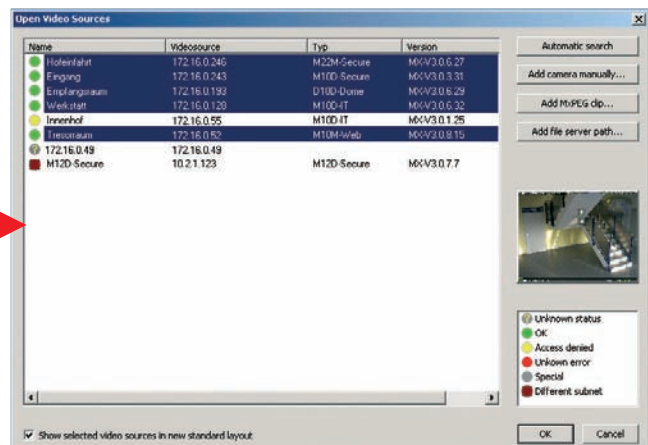 Open Video Sources
Name Videosource Typ Version
Hofeinfahrt 172.16.0.246 M22M-Secure MX-V3.0.6.27
Eingang 172.16.0.243 M10D-Secure MX-V3.0.3.31
Empfangsraum 172.16.0.193 D10D-Dome MX-V3.0.6.29
Werkstatt 172.16.0.128 M10D-IT MX-V3.0.6.32
Innenhof 172.16.0.55 M10D-IT MX-V3.0.1.25
Tresorraum 172.16.0.52 M10M-Web MX-V3.0.8.15
172.16.0.49 172.16.0.49
M12D-Secure 10.2.1.123 M12D-Secure MX-V3.0.7.7
Automatic search
Add camera manually...
Add MxPEG clip...
Add file server path...
Unknown status
OK
Access denied
Unkown error
Special
Different subnet
Show selected video sources in new standard layout
OK Cancel